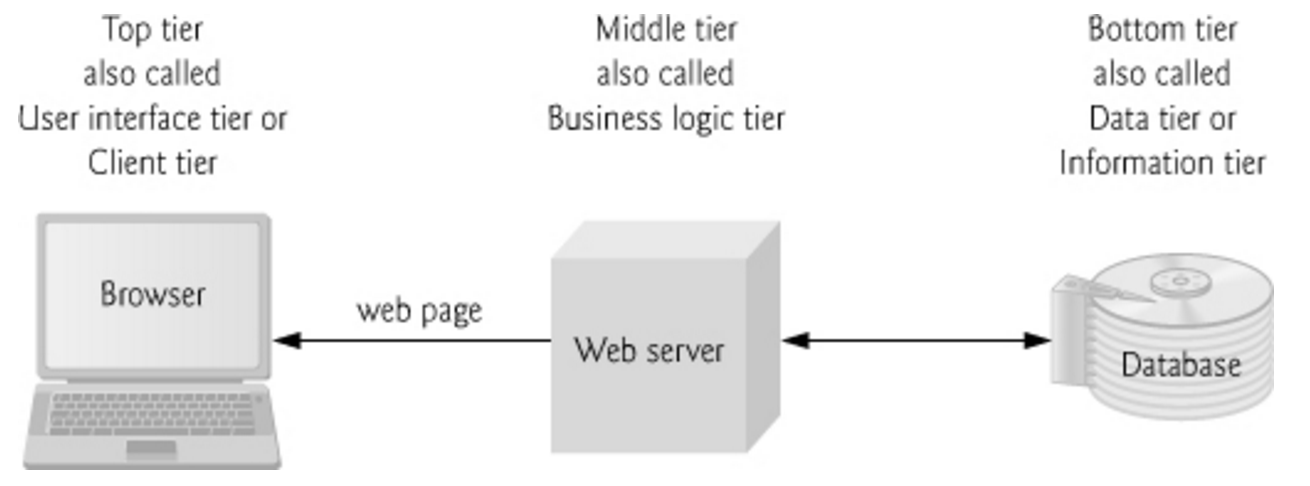 Top tier
also called
User interface tier or
Client tier
Middle tier
also called
Business logic tier
Bottom tier
also called
Data tier or
Information tier
Browser
web page
Web server
Database